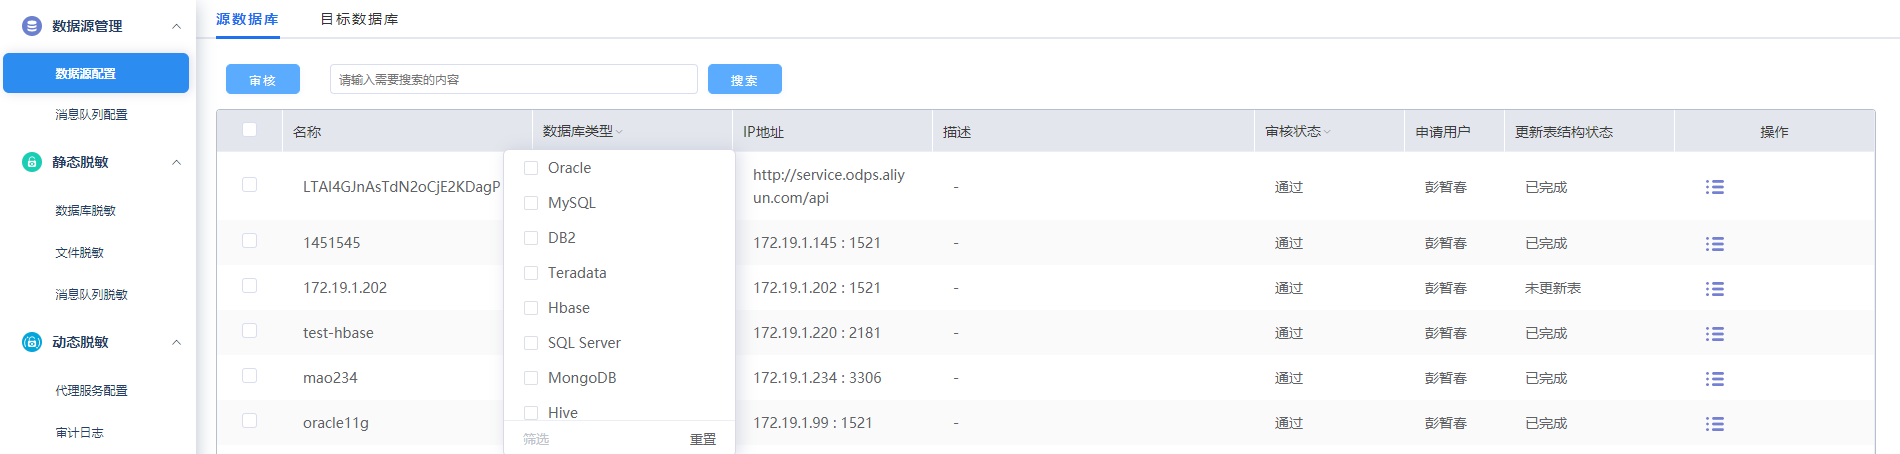 数据源管理
数据源配置
消息队列配置
静态脱敏
数据库脱敏
文件脱敏
消息队列脱敏
动态脱敏
代理服务配置
审计日志
源数据库 目标数据库
审核 请输入需要搜索的内容 搜索
名称 数据库类型 IP地址 描述 审核状态 申请用户 更新表结构状态 操作
LTAI4GJnAsTdN2oCjE2KDagP http://service.odps.aliy - 通过 彭暂春 已完成
un.com/api
1451545 172.19.1.145 : 1521 - 通过 彭暂春 已完成
172.19.1.202 172.19.1.202 : 1521 - 通过 彭暂春 未更新表
test-hbase 172.19.1.220 : 2181 - 通过 彭暂春 已完成
mao234 172.19.1.234 : 3306 - 通过 彭暂春 已完成
oracle11g 172.19.1.99 : 1521 - 通过 彭暂春 已完成
Oracle
MySQL
DB2
Teradata
Hbase
SQL Server
MongoDB
Hive
筛选 重置